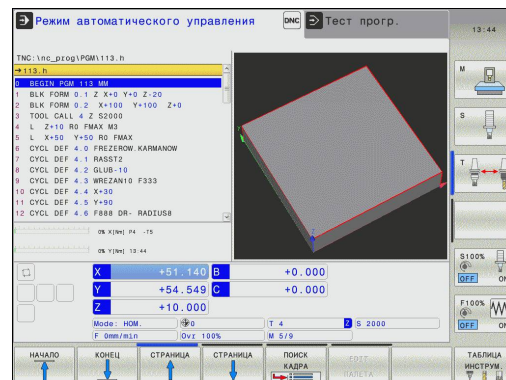 Режим автоматического управления
DNC
Тест прогр.
13:44
TNC:\nc_prog\PGM\113.h
→113.h
0 BEGIN PGM 113 MM
1 BLK FORM 0.1 Z X+0 Y+0 Z-20
2 BLK FORM 0.2 X+100 Y+100 Z+0
3 TOOL CALL 4 Z S2000
4 L Z+10 R0 FMAX M3
5 L X+50 Y+50 R0 FMAX
6 CYCL DEF 4.0 FREZEROW.KARMANOW
7 CYCL DEF 4.1 RASST2
8 CYCL DEF 4.2 GLUB-10
9 CYCL DEF 4.3 WREZAN10 F333
10 CYCL DEF 4.4 X+30
11 CYCL DEF 4.5 Y+90
12 CYCL DEF 4.6 F888 DR- RADIUS8
0% X[Nm] P4 -T5
0% Y[Nm] 13:44
X +51.140 B +0.000
Y +54.549 C +0.000
Z +10.000
Mode: НОМ. 0 T 4 Z S 2000
F 0mm/min Ovr 100% M 5/9
M
S
T
S100%
OFF ON
F100%
OFF ON
НАЧАЛО КОНЕЦ СТРАНИЦА СТРАНИЦА ПОИСК КАДРА ТАБЛИЦА ИНСТРУМ.